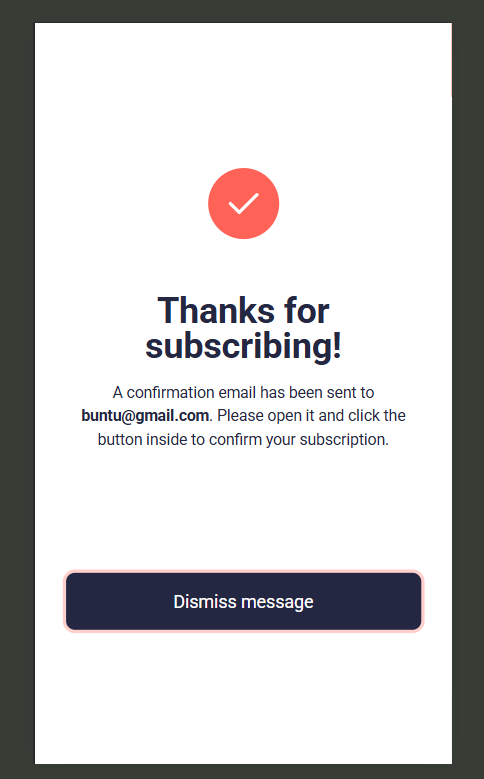 Thanks for
subscribing!
A confirmation email has been sent to
buntu@gmail.com. Please open it and click the
button inside to confirm your subscription.
Dismiss message